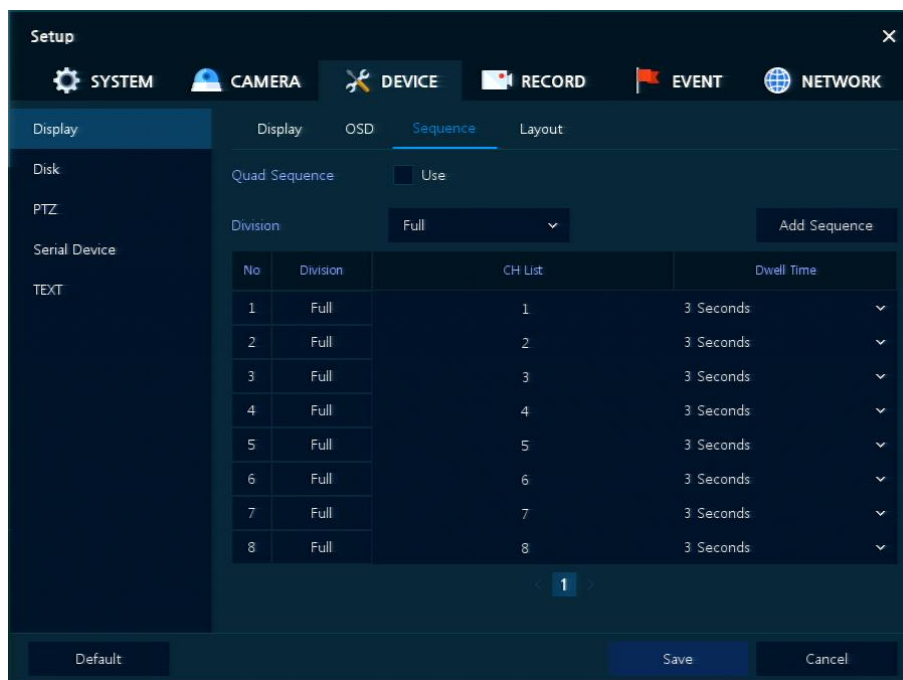 Setup
SYSTEM CAMERA DEVICE RECORD EVENT NETWORK
Display Display OSD Sequence Layout
Disk Quad Sequence Use
PTZ Division Full Add Sequence
Serial Device
No Division CH List Dwell Time
TEXT
1 Full 1 3 Seconds
2 Full 2 3 Seconds
3 Full 3 3 Seconds
4 Full 4 3 Seconds
5 Full 5 3 Seconds
6 Full 6 3 Seconds
7 Full 7 3 Seconds
8 Full 8 3 Seconds
1
Default Save Cancel